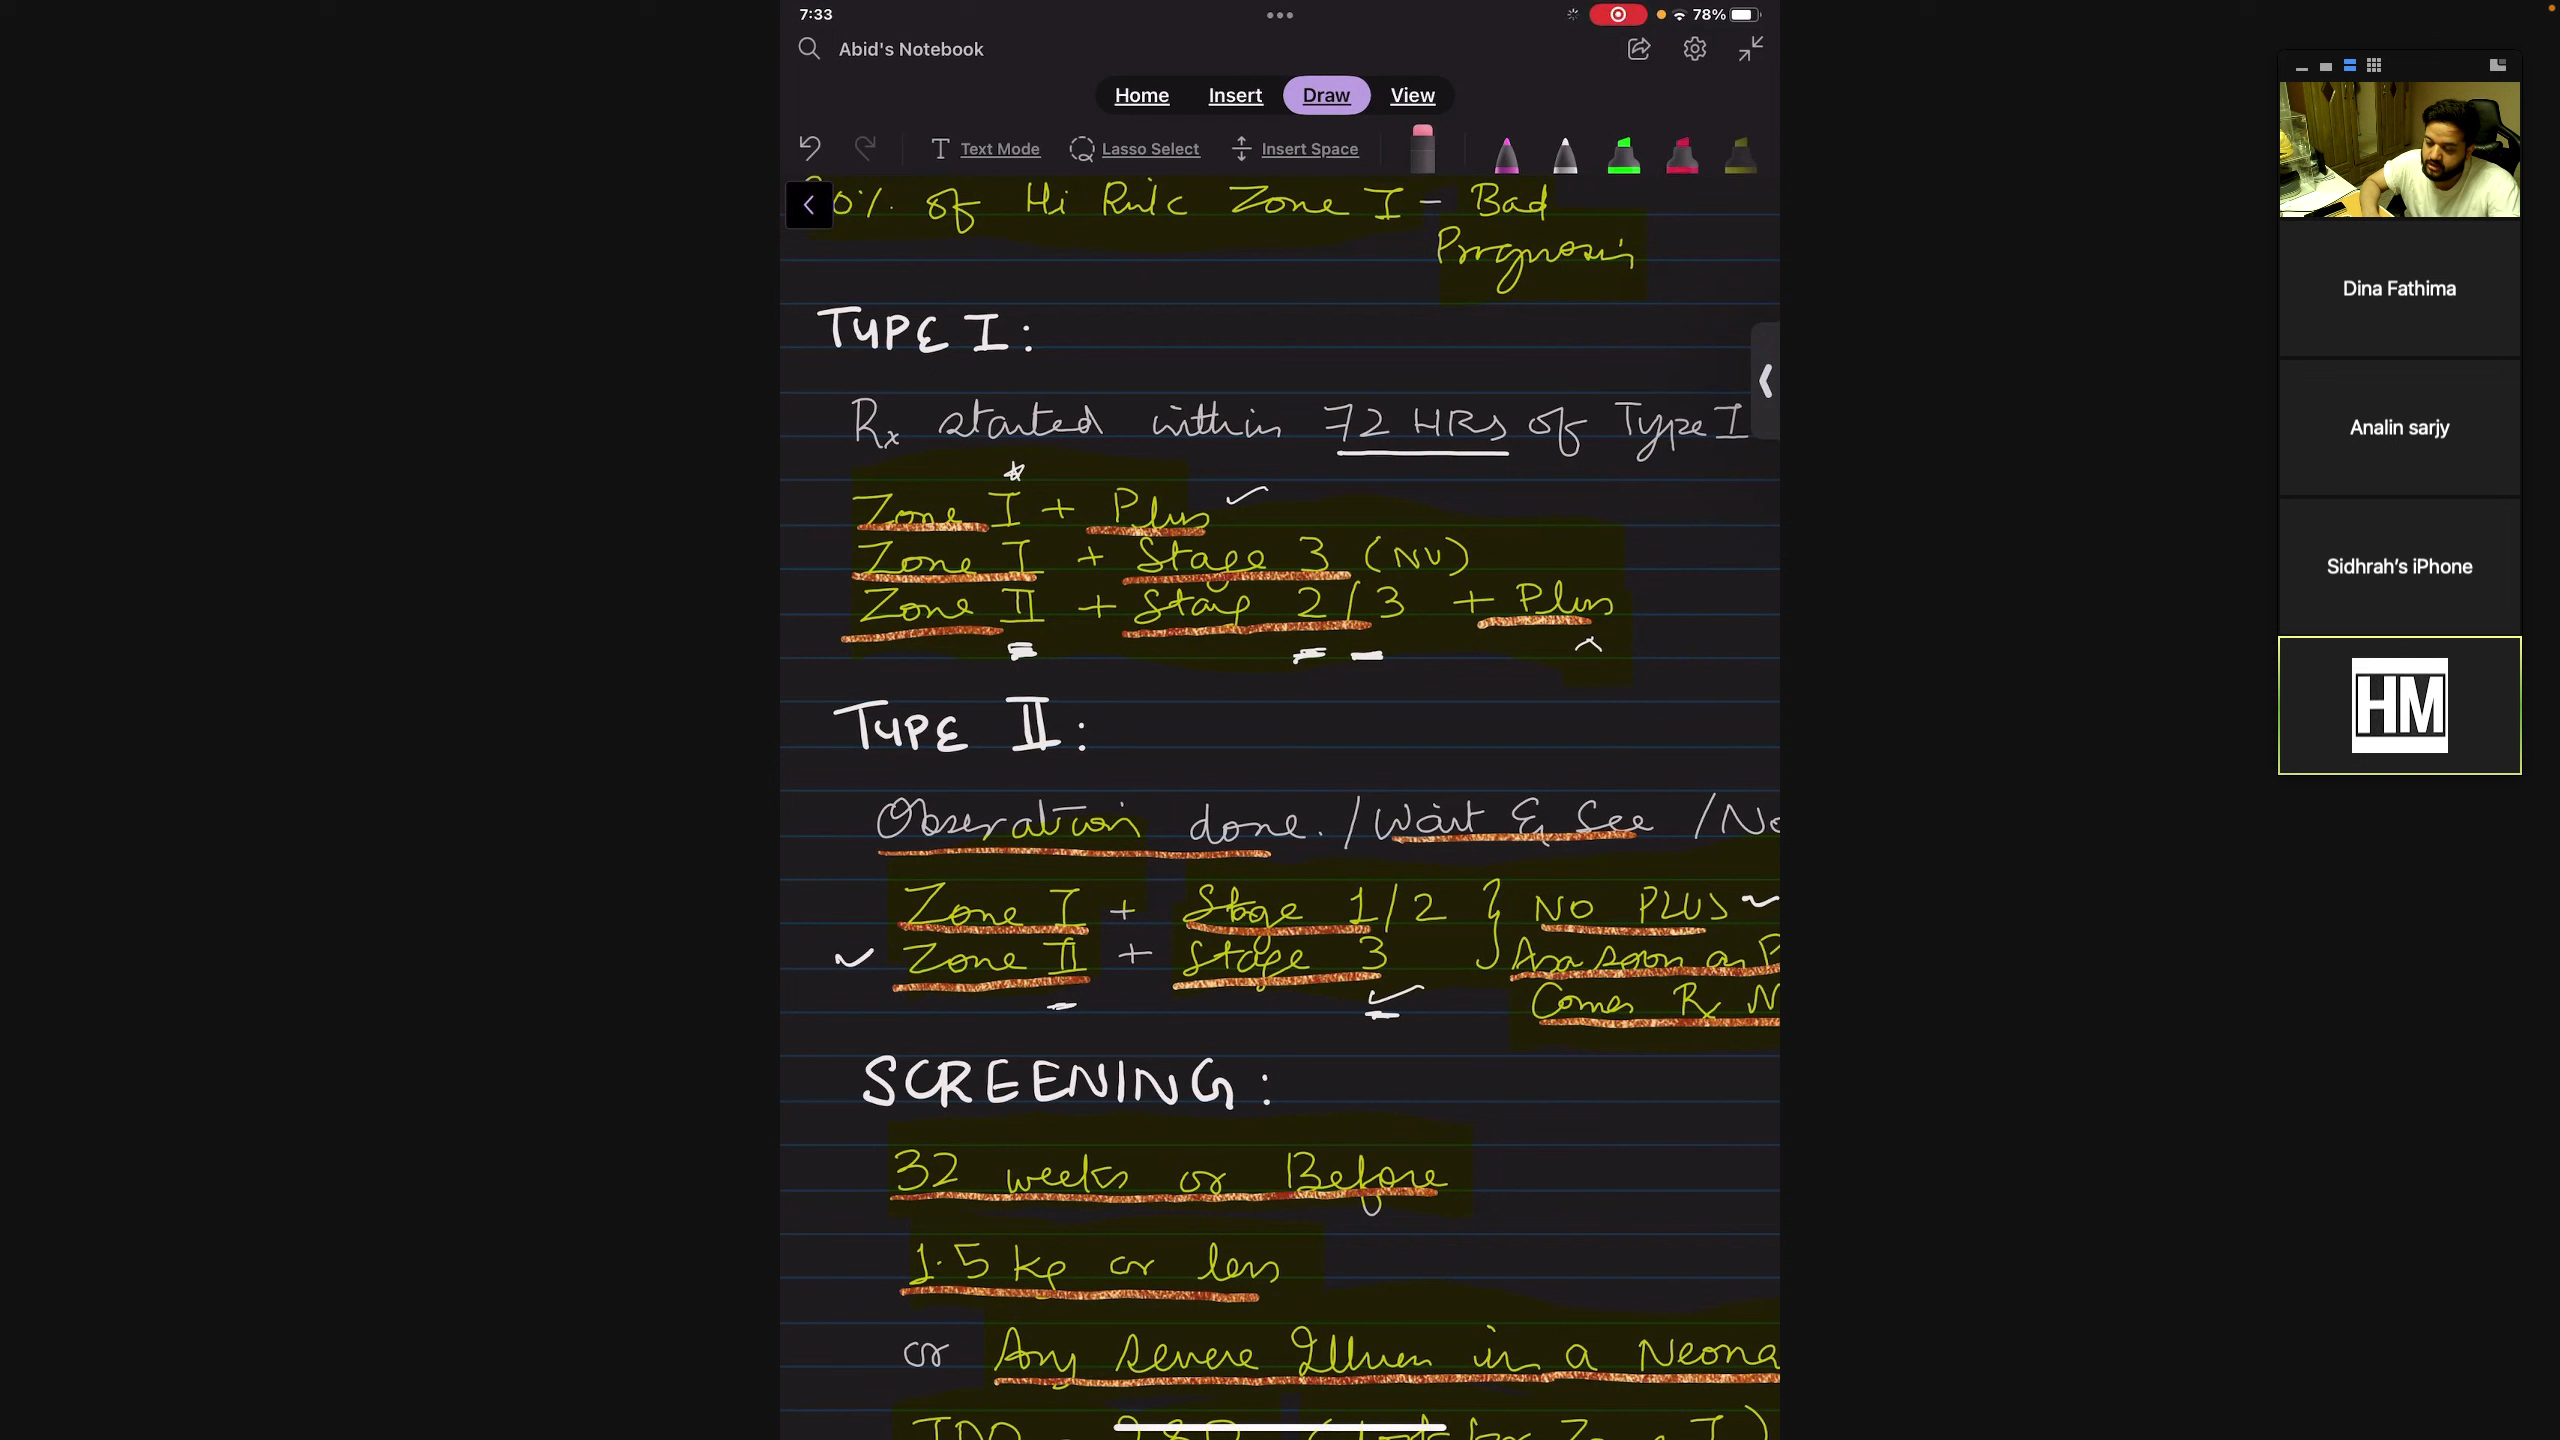 7:33
78%
Abid's Notebook
Home Insert Draw View
Text Mode Lasso Select Insert Space
0% of Hi Risk Zone I - Bad
Prognosis
TYPE I:
Rx started within 72 HRs of Type I
Zone I + Plus
Zone I + Stage 3 (NV)
Zone II + Stage 2/3 + Plus
TYPE II:
Observation done. / Wait & See / No
Zone I + Stage 1/2 } NO PLUS
Zone II + Stage 3 As soon as P
Comes Rx N
SCREENING:
32 weeks or Before
1.5 kg or less
or Any severe Illness in a Neona
Dina Fathima
Analin sarjy
Sidhrah's iPhone
HM